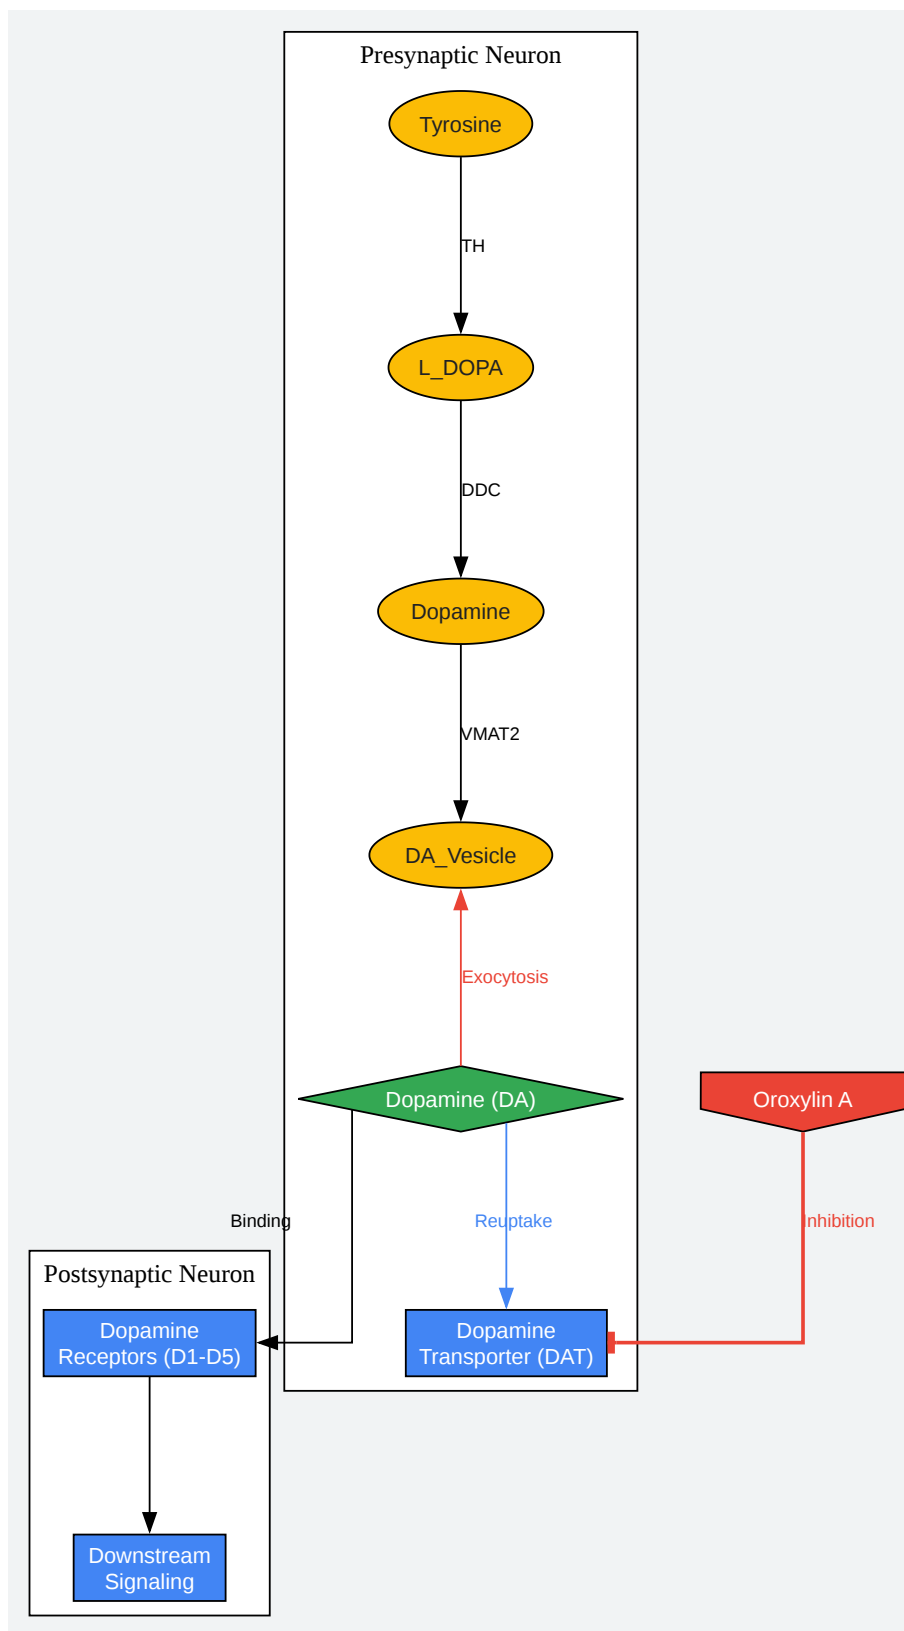 Presynaptic Neuron
Tyrosine
TH
L_DOPA
DDC
Dopamine
VMAT2
DA_Vesicle
Exocytosis
Dopamine (DA)
Oroxylin A
Binding
Reuptake
Inhibition
Postsynaptic Neuron
Dopamine
Receptors (D1-D5)
Dopamine
Transporter (DAT)
Downstream
Signaling